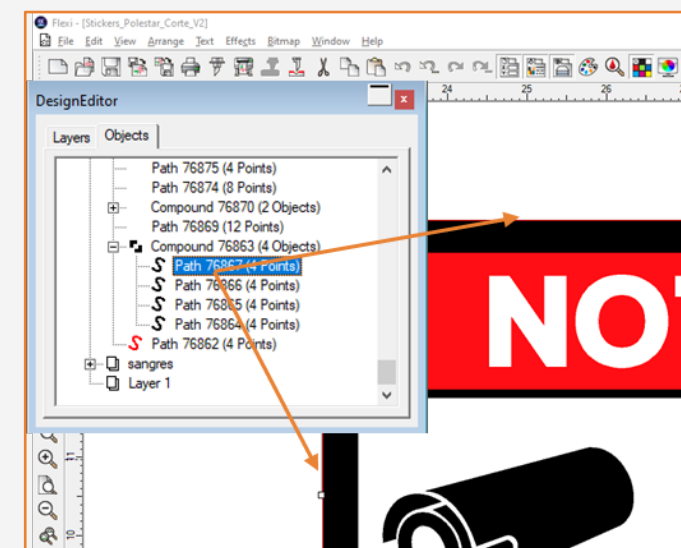 Flexi - [Stickers_Polestar_Corte_V2]
File Edit View Arrange Text Effects Bitmap Window Help
DesignEditor
24 25 26
Layers Objects
Path 76875 (4 Points)
Path 76874 (8 Points)
Compound 76870 (2 Objects)
Path 76869 (12 Points)
Compound 76863 (4 Objects)
Path 76867 (4 Points)
Path 76866 (4 Points)
Path 76865 (4 Points)
Path 76864 (4 Points)
Path 76862 (4 Points)
sangres
Layer 1
NOT
11
10